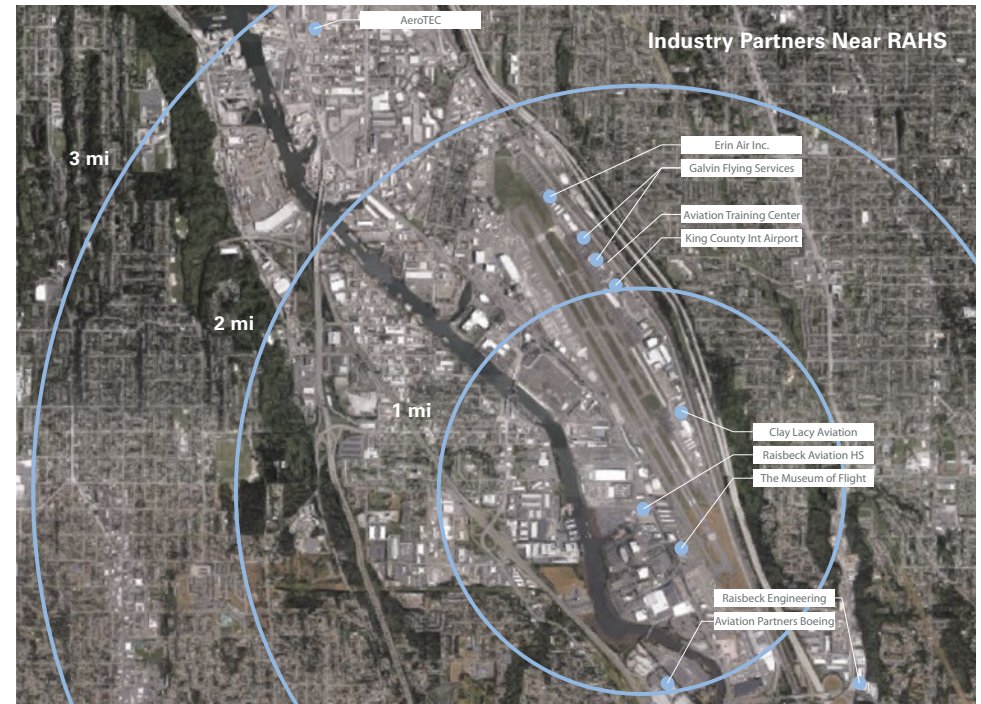 AeroTEC
Industry Partners Near RAHS
Erin Air Inc.
3 mi
Galvin Flying Services
Aviation Training Center
King County Int Airport
2 mi
1 mi
Clay Lacy Aviation
Raisbeck Aviation HS
The Museum of Flight
Raisbeck Engineering
Aviation Partners Boeing